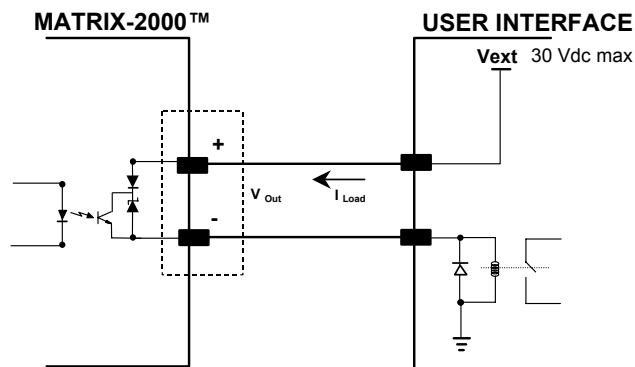 MATRIX-2000™
USER INTERFACE
Vext 30 Vdc max
+
V Out
I Load
-